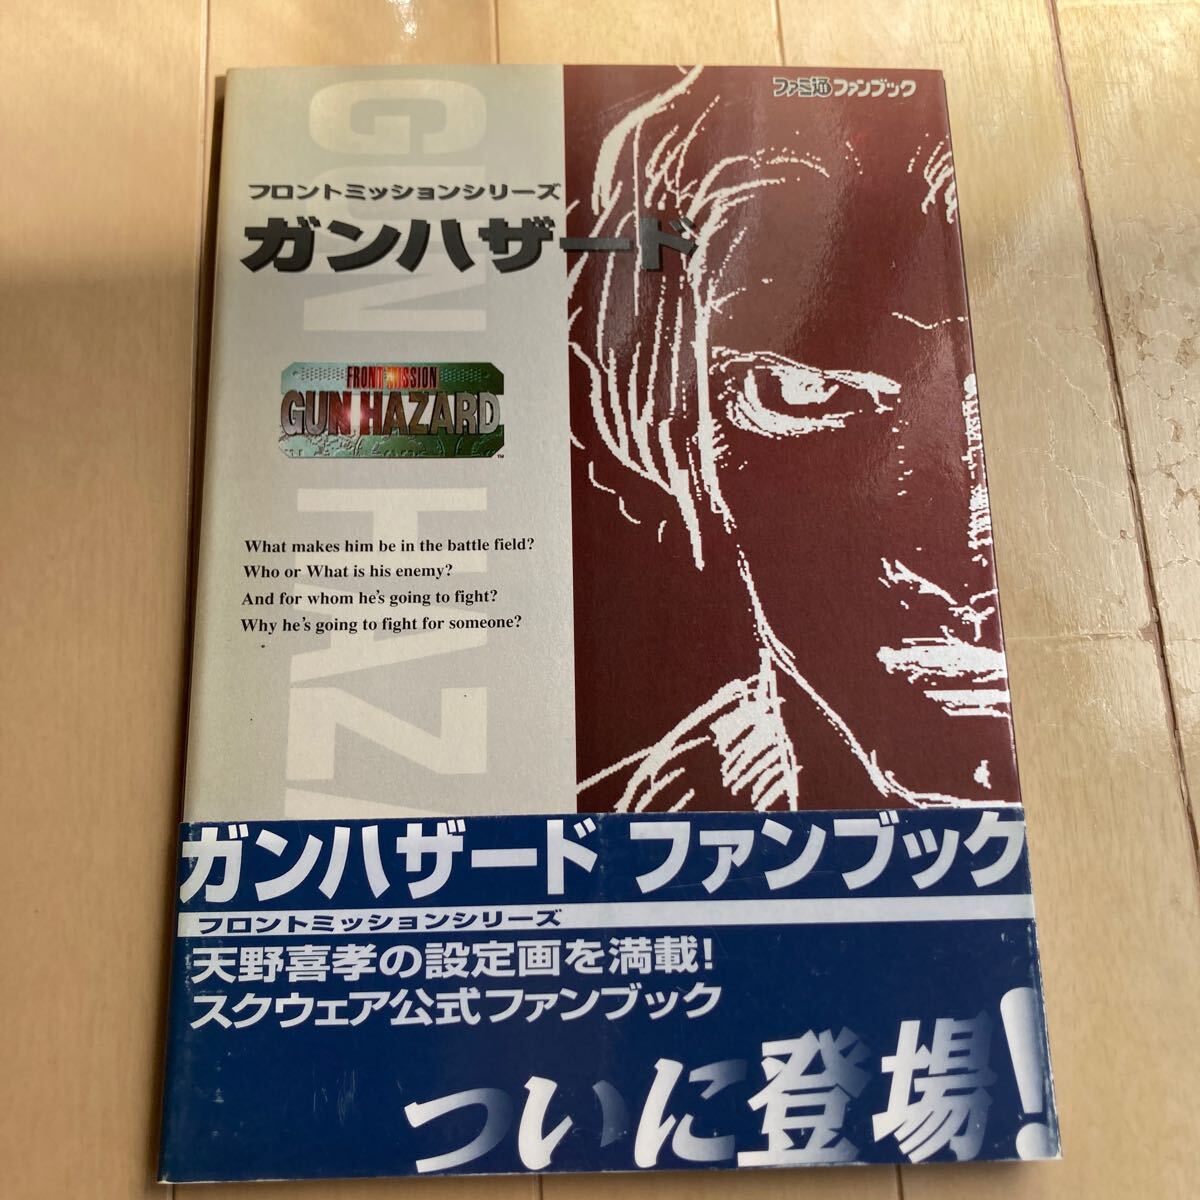 ファミ通 ファンブック
GUN HAZ
フロントミッションシリーズ
ガンハザード
FRONT MISSION
GUN HAZARD
TM
What makes him be in the battle field?
Who or What is his enemy?
And for whom he's going to fight?
Why he's going to fight for someone?
ガンハザード ファンブック
フロントミッションシリーズ
天野喜孝の設定画を満載!
スクウェア公式ファンブック
ついに登場!